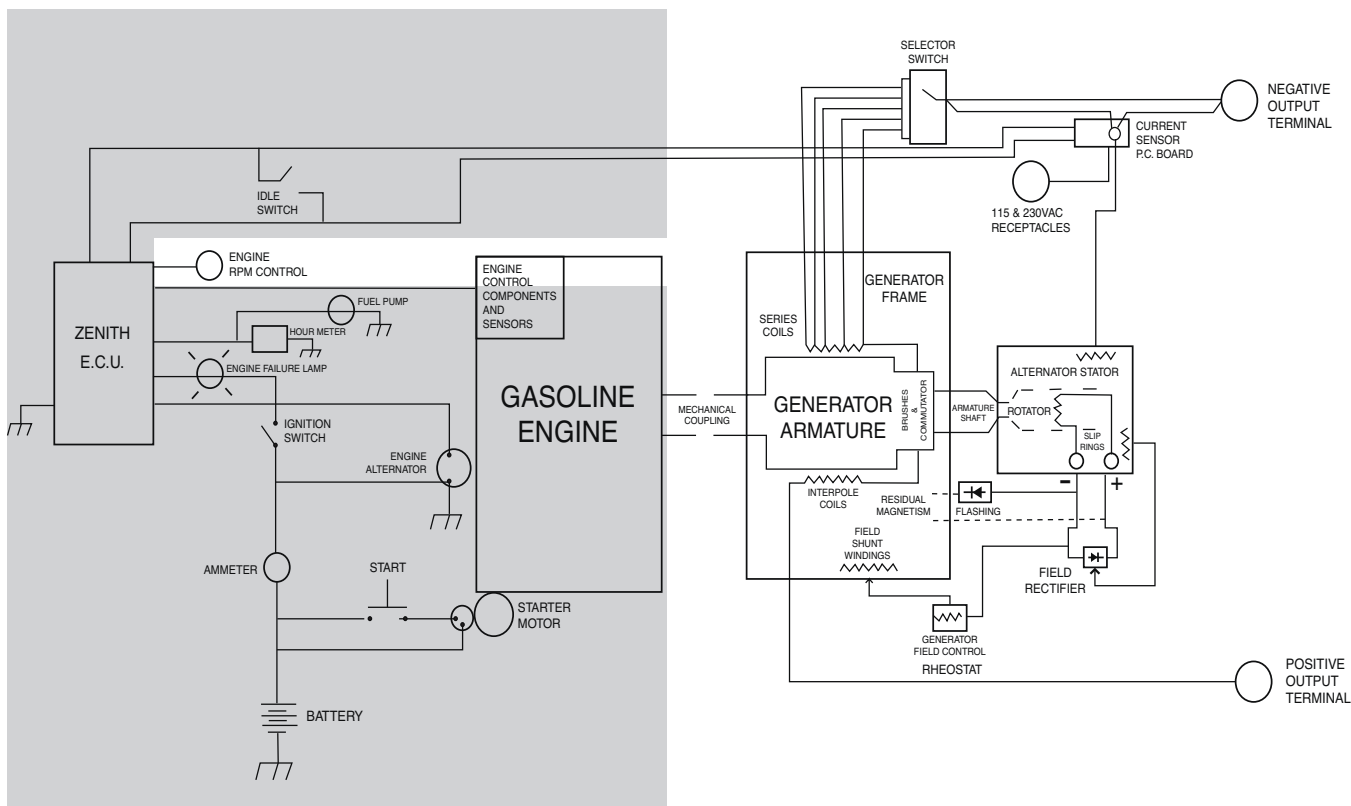 SELECTOR
SWITCH
NEGATIVE
OUTPUT
TERMINAL
CURRENT
SENSOR
P.C. BOARD
IDLE
SWITCH
115 & 230VAC
RECEPTACLES
ENGINE
RPM CONTROL
ENGINE
CONTROL
COMPONENTS
AND
SENSORS
GENERATOR
FRAME
FUEL PUMP
HOUR METER
ZENITH
E.C.U.
ENGINE FAILURE LAMP
SERIES
COILS
ALTERNATOR STATOR
GASOLINE
ENGINE
MECHANICAL
COUPLING
GENERATOR
ARMATURE
BRUSHES
&
COMMUTATOR
ARMATURE
SHAFT
ROTATOR
SLIP
RINGS
IGNITION
SWITCH
ENGINE
ALTERNATOR
INTERPOLE
COILS
RESIDUAL
MAGNETISM
FLASHING
-
+
FIELD
SHUNT
WINDINGS
AMMETER
START
FIELD
RECTIFIER
STARTER
MOTOR
GENERATOR
FIELD CONTROL
RHEOSTAT
POSITIVE
OUTPUT
TERMINAL
BATTERY